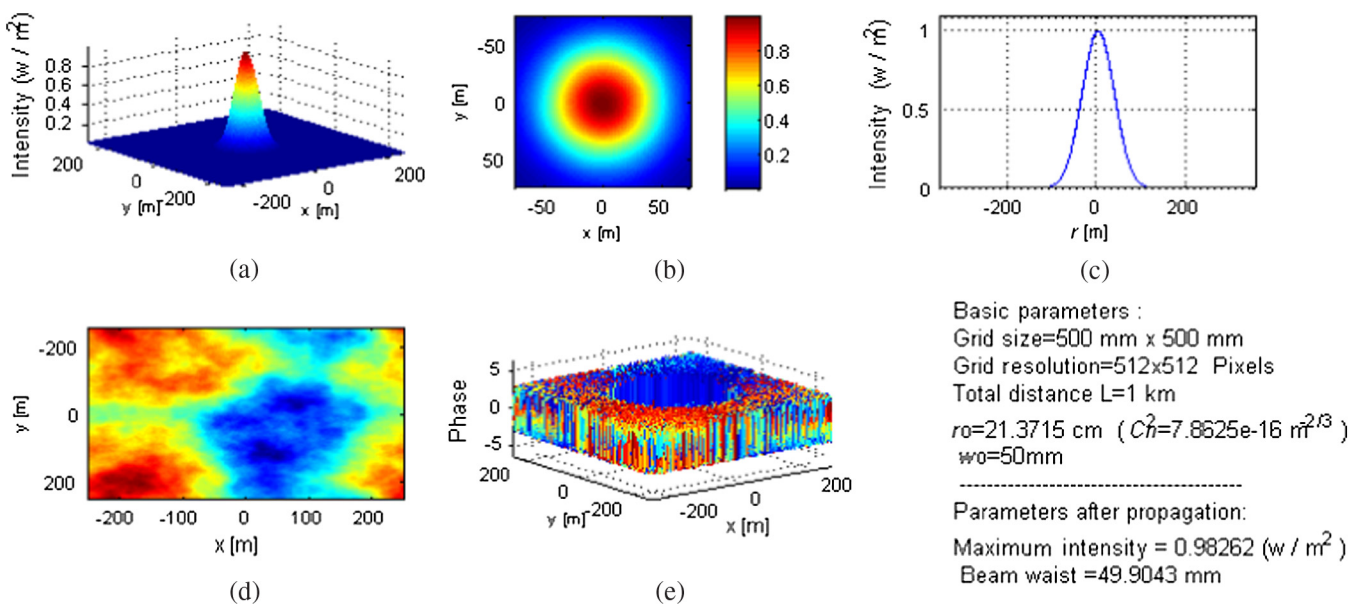 Intensity (w / m²)
0.8
0.6
0.4
0.2
200
0
-200
y [m]
-200
0
200
x [m]
(a)
y [m]
-50
0
50
-50 0 50
x [m]
0.8
0.6
0.4
0.2
(b)
Intensity (w / m²)
1
0.5
0
-200 0 200
r [m]
(c)
y [m]
-200
0
200
-200 -100 0 100 200
X [m]
(d)
Phase
5
0
-5
200
0
-200
y [m]
-200
0
200
x [m]
(e)
Basic parameters :
Grid size=500 mm x 500 mm
Grid resolution=512x512 Pixels
Total distance L=1 km
ro=21.3715 cm ( Cn²=7.8625e-16 m^2/3 )
wo=50mm
----------------------------------------
Parameters after propagation:
Maximum intensity = 0.98262 (w / m² )
Beam waist =49.9043 mm